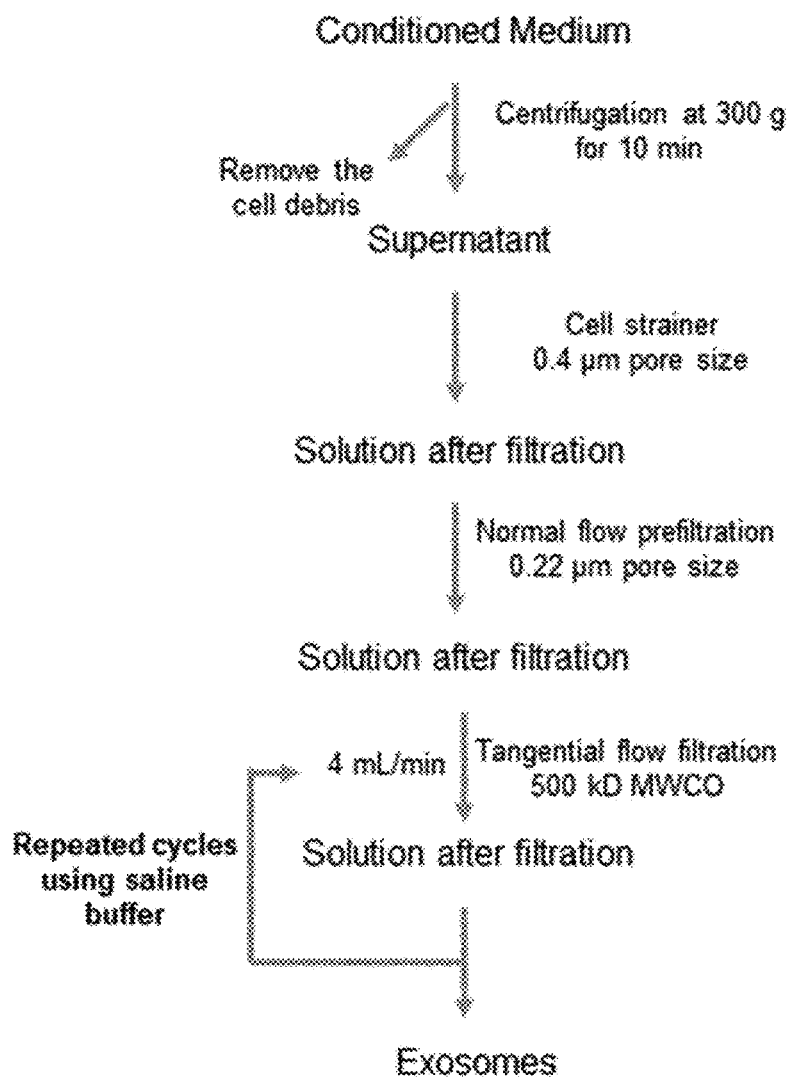 Conditioned Medium
Centrifugation at 300 g
for 10 min
Remove the
cell debris
Supernatant
Cell strainer
0.4 µm pore size
Solution after filtration
Normal flow prefiltration
0.22 µm pore size
Solution after filtration
4 mL/min
Tangential flow filtration
500 kD MWCO
Repeated cycles
using saline
buffer
Solution after filtration
Exosomes